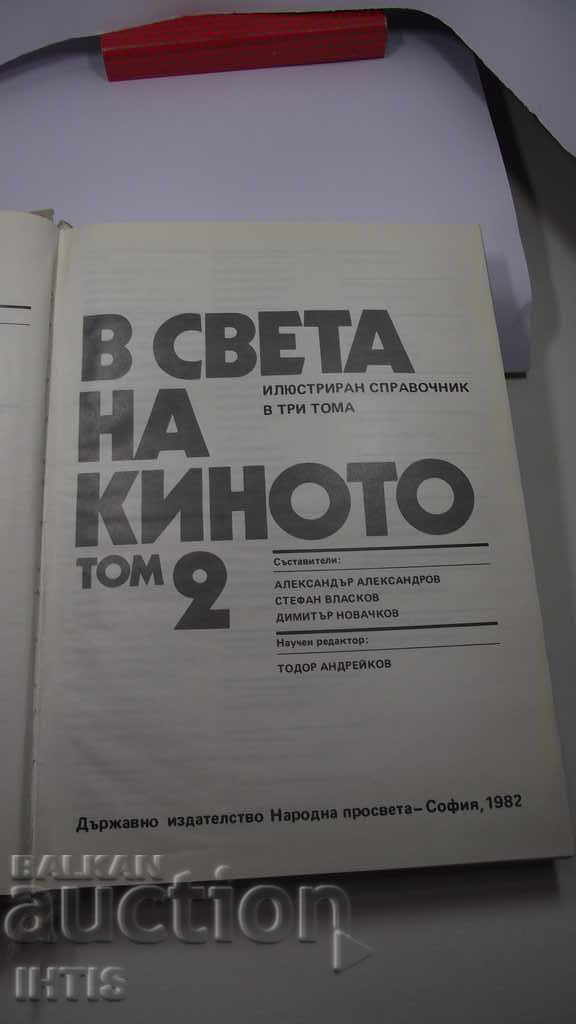 В СВЕТА
НА
ИЛЮСТРИРАН СПРАВОЧНИК
В ТРИ ТОМА
КИНОТО
ТОМ 2
Съставители:
АЛЕКСАНДЪР АЛЕКСАНДРОВ
СТЕФАН ВЛАСКОВ
ДИМИТЪР НОВАЧКОВ
Научен редактор:
ТОДОР АНДРЕЙКОВ
Държавно издателство Народна просвета — София, 1982
BALKAN
auction
IHTIS